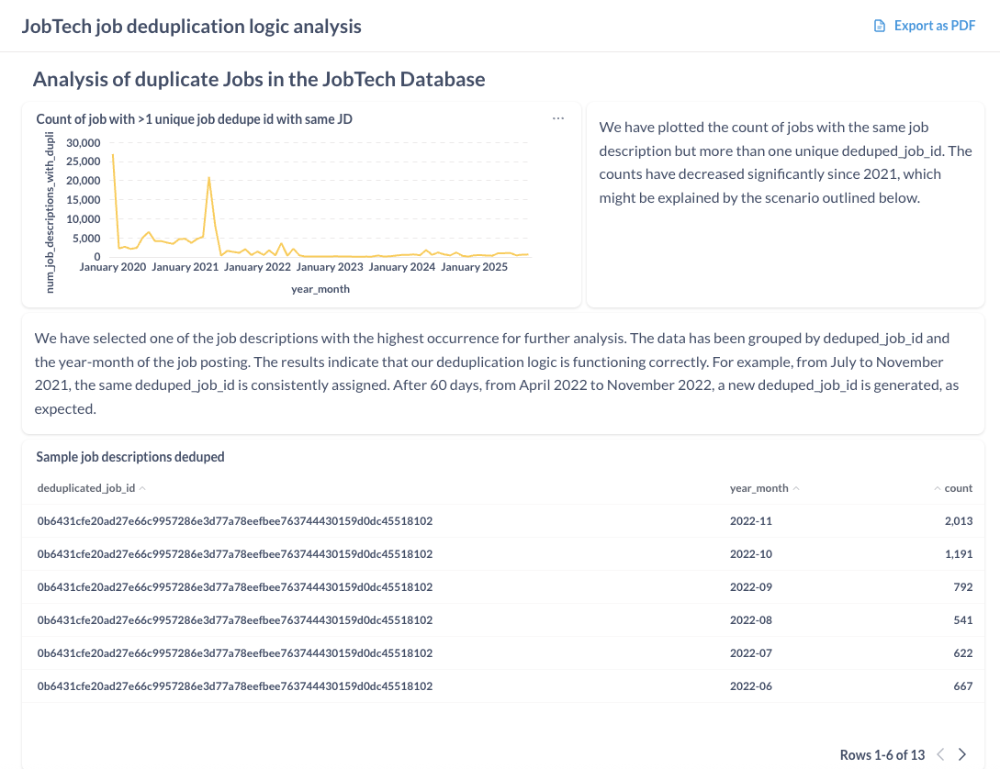 JobTech job deduplication logic analysis
Export as PDF
Analysis of duplicate Jobs in the JobTech Database
Count of job with >1 unique job dedupe id with same JD
...
num_job_descriptions_with_dupli
30,000
25,000
20,000
15,000
10,000
5,000
0
January 2020 January 2021 January 2022 January 2023 January 2024 January 2025
year_month
We have plotted the count of jobs with the same job
description but more than one unique deduped_job_id. The
counts have decreased significantly since 2021, which
might be explained by the scenario outlined below.
We have selected one of the job descriptions with the highest occurrence for further analysis. The data has been grouped by deduped_job_id and
the year-month of the job posting. The results indicate that our deduplication logic is functioning correctly. For example, from July to November
2021, the same deduped_job_id is consistently assigned. After 60 days, from April 2022 to November 2022, a new deduped_job_id is generated, as
expected.
Sample job descriptions deduped
deduplicated_job_id year_month count
0b6431cfe20ad27e66c9957286e3d77a78eefbee763744430159d0dc45518102 2022-11 2,013
0b6431cfe20ad27e66c9957286e3d77a78eefbee763744430159d0dc45518102 2022-10 1,191
0b6431cfe20ad27e66c9957286e3d77a78eefbee763744430159d0dc45518102 2022-09 792
0b6431cfe20ad27e66c9957286e3d77a78eefbee763744430159d0dc45518102 2022-08 541
0b6431cfe20ad27e66c9957286e3d77a78eefbee763744430159d0dc45518102 2022-07 622
0b6431cfe20ad27e66c9957286e3d77a78eefbee763744430159d0dc45518102 2022-06 667
Rows 1-6 of 13